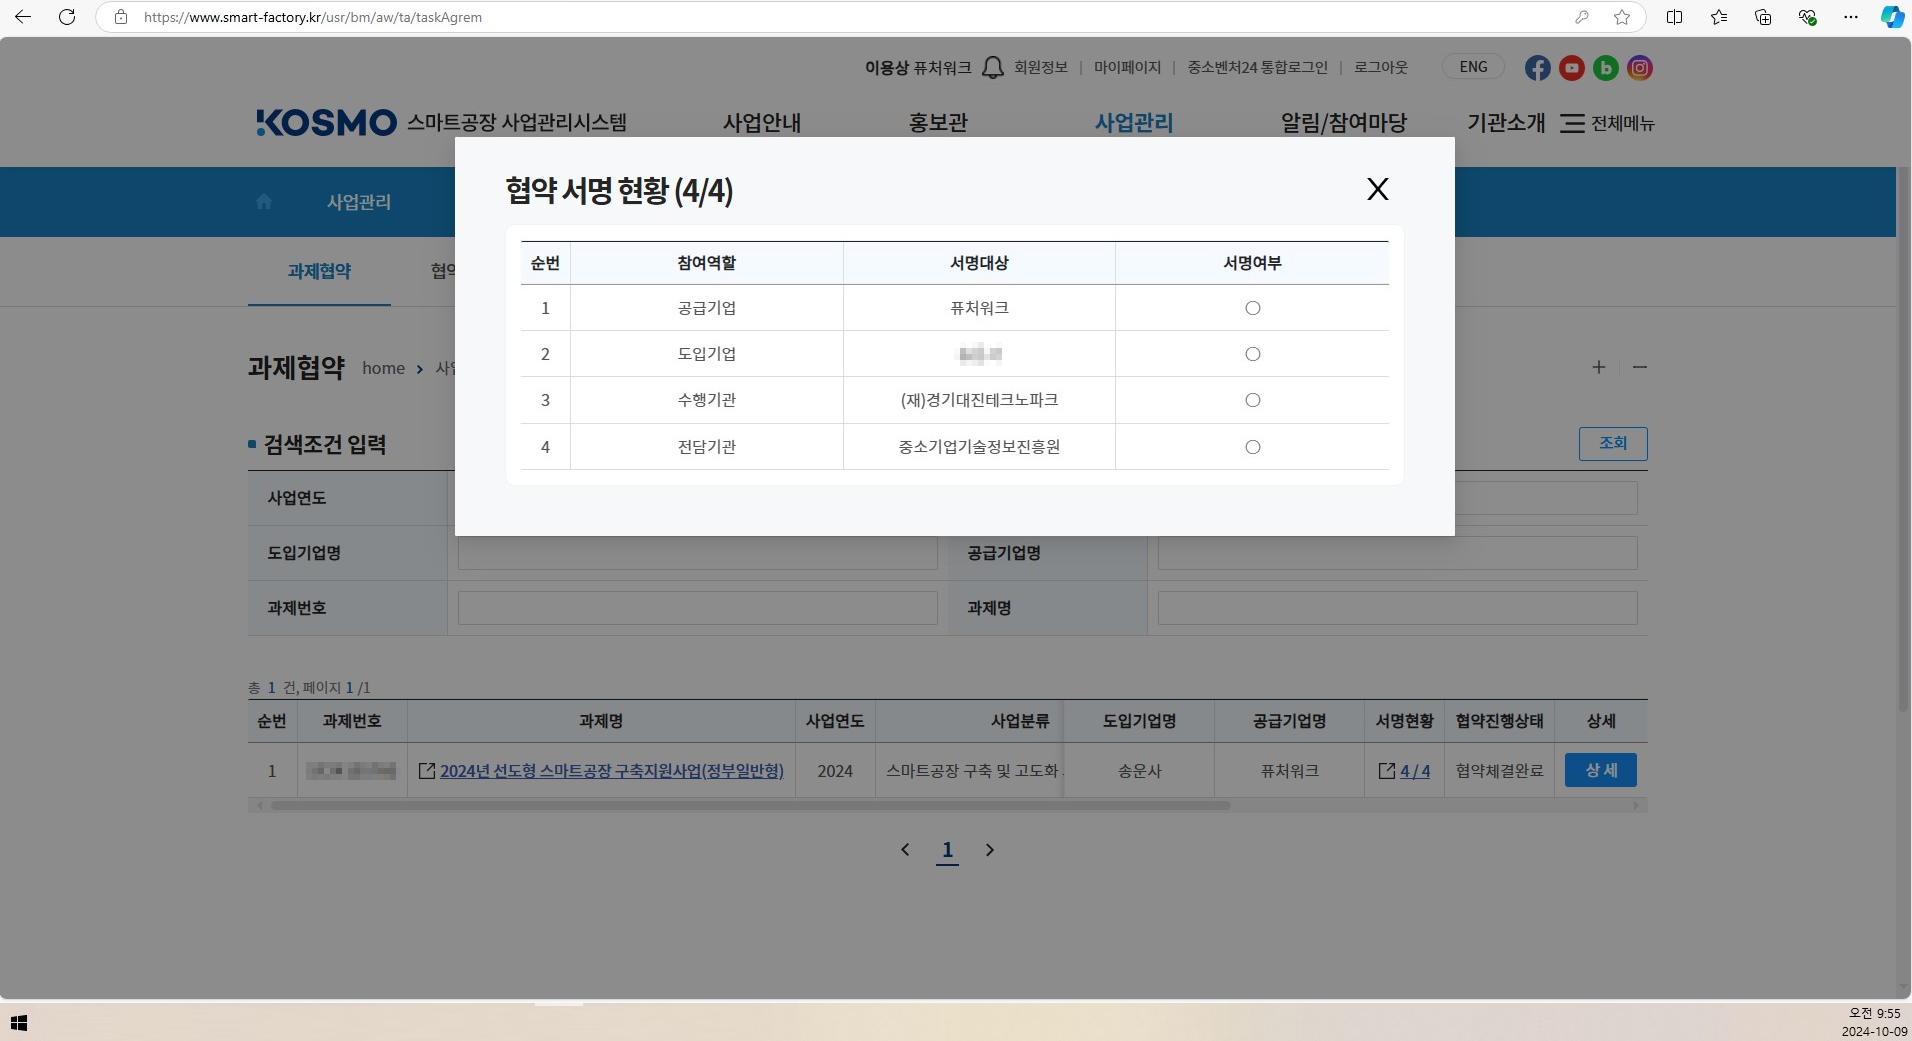 https://www.smart-factory.kr/usr/bm/aw/ta/taskAgrem
이용상 퓨처워크 회원정보 | 마이페이지 | 중소벤처24 통합로그인 | 로그아웃 ENG
KOSMO 스마트공장 사업관리시스템 사업안내 홍보관 사업관리 알림/참여마당 기관소개 전체메뉴
사업관리
과제협약 협약
과제협약 home > 사업
협약 서명 현황 (4/4) X
순번 참여역할 서명대상 서명여부
1 공급기업 퓨처워크 ○
2 도입기업 ○
3 수행기관 (재)경기대진테크노파크 ○
4 전담기관 중소기업기술정보진흥원 ○
검색조건 입력 조회
사업연도
도입기업명 공급기업명
과제번호 과제명
총 1 건, 페이지 1 /1
순번 과제번호 과제명 사업연도 사업분류 도입기업명 공급기업명 서명현황 협약진행상태 상세
1 2024년 선도형 스마트공장 구축지원사업(정부일반형) 2024 스마트공장 구축 및 고도화 송운사 퓨처워크 4 / 4 협약체결완료 상 세
< 1 >
오전 9:55
2024-10-09